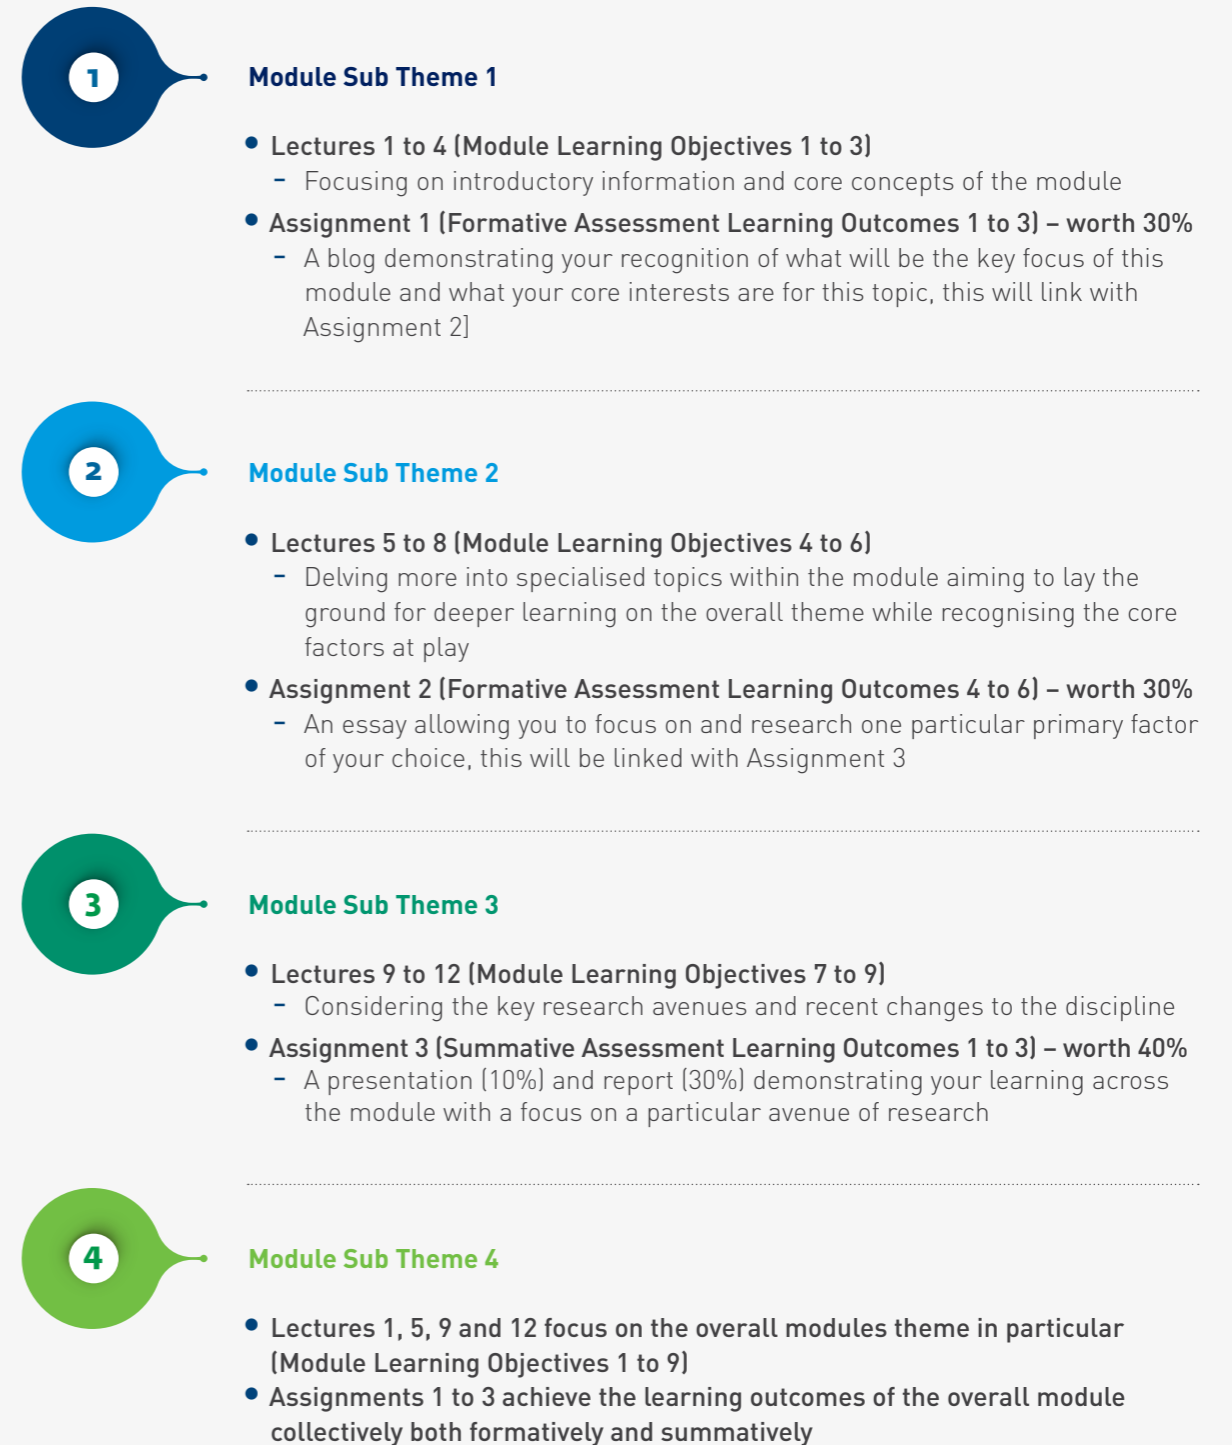 1
Module Sub Theme 1
• Lectures 1 to 4 (Module Learning Objectives 1 to 3)
– Focusing on introductory information and core concepts of the module
• Assignment 1 (Formative Assessment Learning Outcomes 1 to 3) – worth 30%
– A blog demonstrating your recognition of what will be the key focus of this
module and what your core interests are for this topic, this will link with
Assignment 2]
2
Module Sub Theme 2
• Lectures 5 to 8 (Module Learning Objectives 4 to 6)
– Delving more into specialised topics within the module aiming to lay the
ground for deeper learning on the overall theme while recognising the core
factors at play
• Assignment 2 (Formative Assessment Learning Outcomes 4 to 6) – worth 30%
– An essay allowing you to focus on and research one particular primary factor
of your choice, this will be linked with Assignment 3
3
Module Sub Theme 3
• Lectures 9 to 12 (Module Learning Objectives 7 to 9)
– Considering the key research avenues and recent changes to the discipline
• Assignment 3 (Summative Assessment Learning Outcomes 1 to 3) – worth 40%
– A presentation (10%) and report (30%) demonstrating your learning across
the module with a focus on a particular avenue of research
4
Module Sub Theme 4
• Lectures 1, 5, 9 and 12 focus on the overall modules theme in particular
(Module Learning Objectives 1 to 9)
• Assignments 1 to 3 achieve the learning outcomes of the overall module
collectively both formatively and summatively